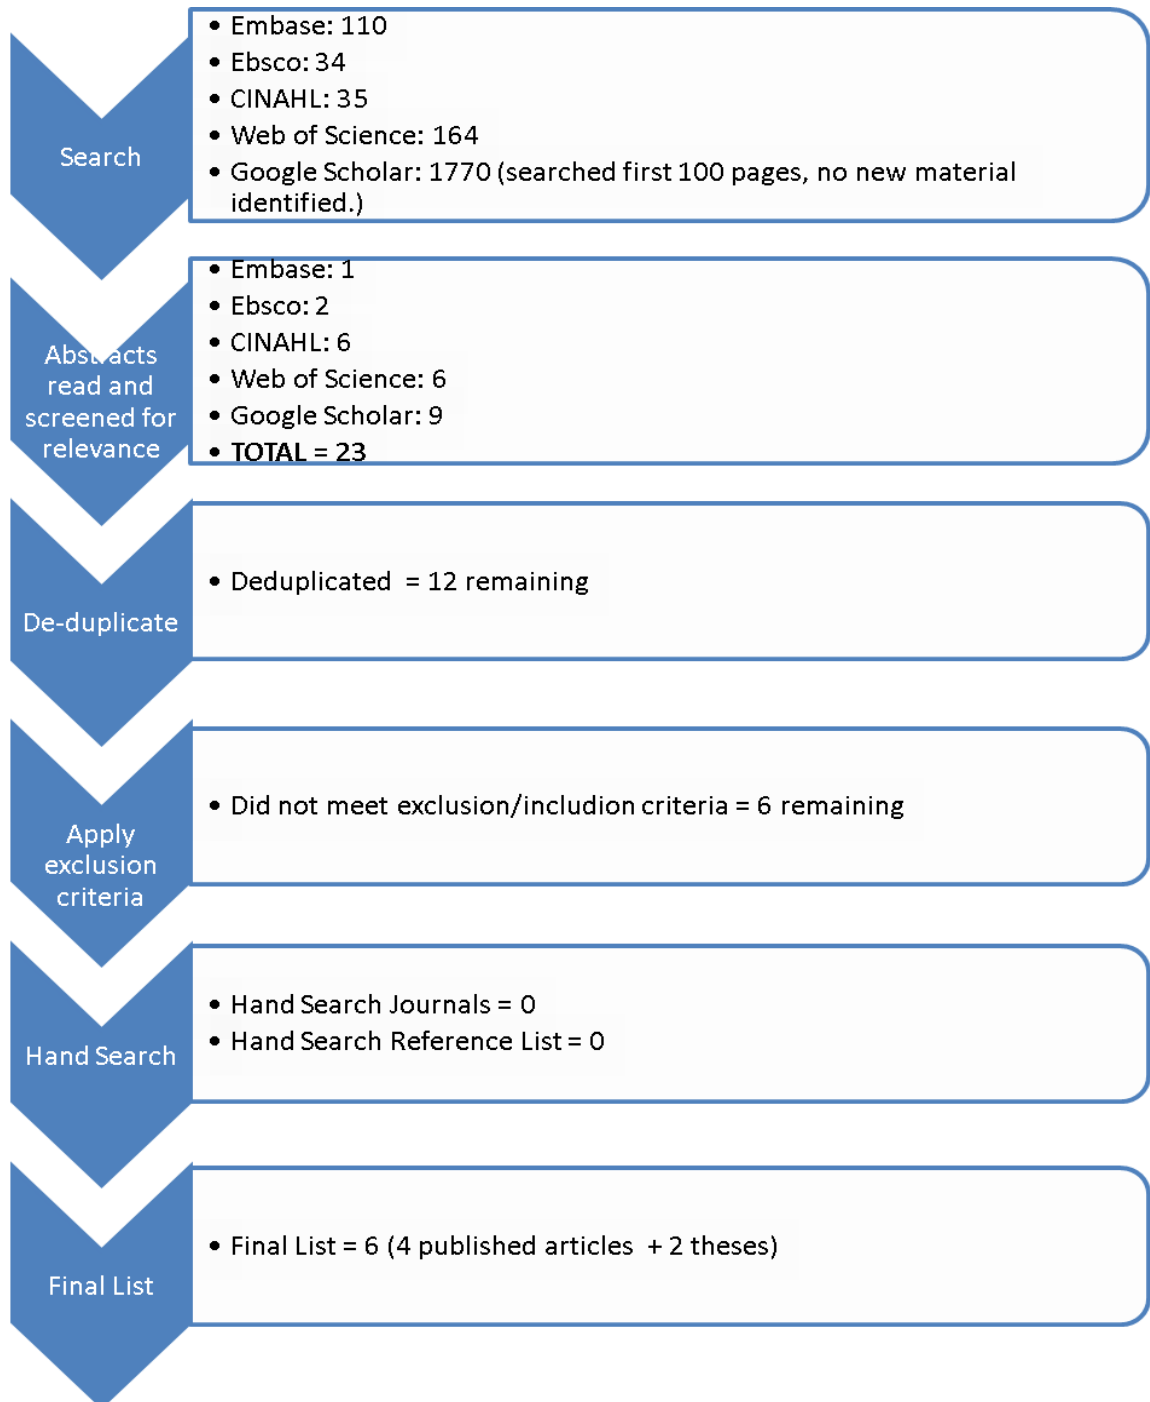 Search
• Embase: 110
• Ebsco: 34
• CINAHL: 35
• Web of Science: 164
• Google Scholar: 1770 (searched first 100 pages, no new material
identified.)
Abstracts
read and
screened for
relevance
• Embase: 1
• Ebsco: 2
• CINAHL: 6
• Web of Science: 6
• Google Scholar: 9
• TOTAL = 23
De-duplicate
• Deduplicated = 12 remaining
Apply
exclusion
criteria
• Did not meet exclusion/includion criteria = 6 remaining
Hand Search
• Hand Search Journals = 0
• Hand Search Reference List = 0
Final List
• Final List = 6 (4 published articles + 2 theses)